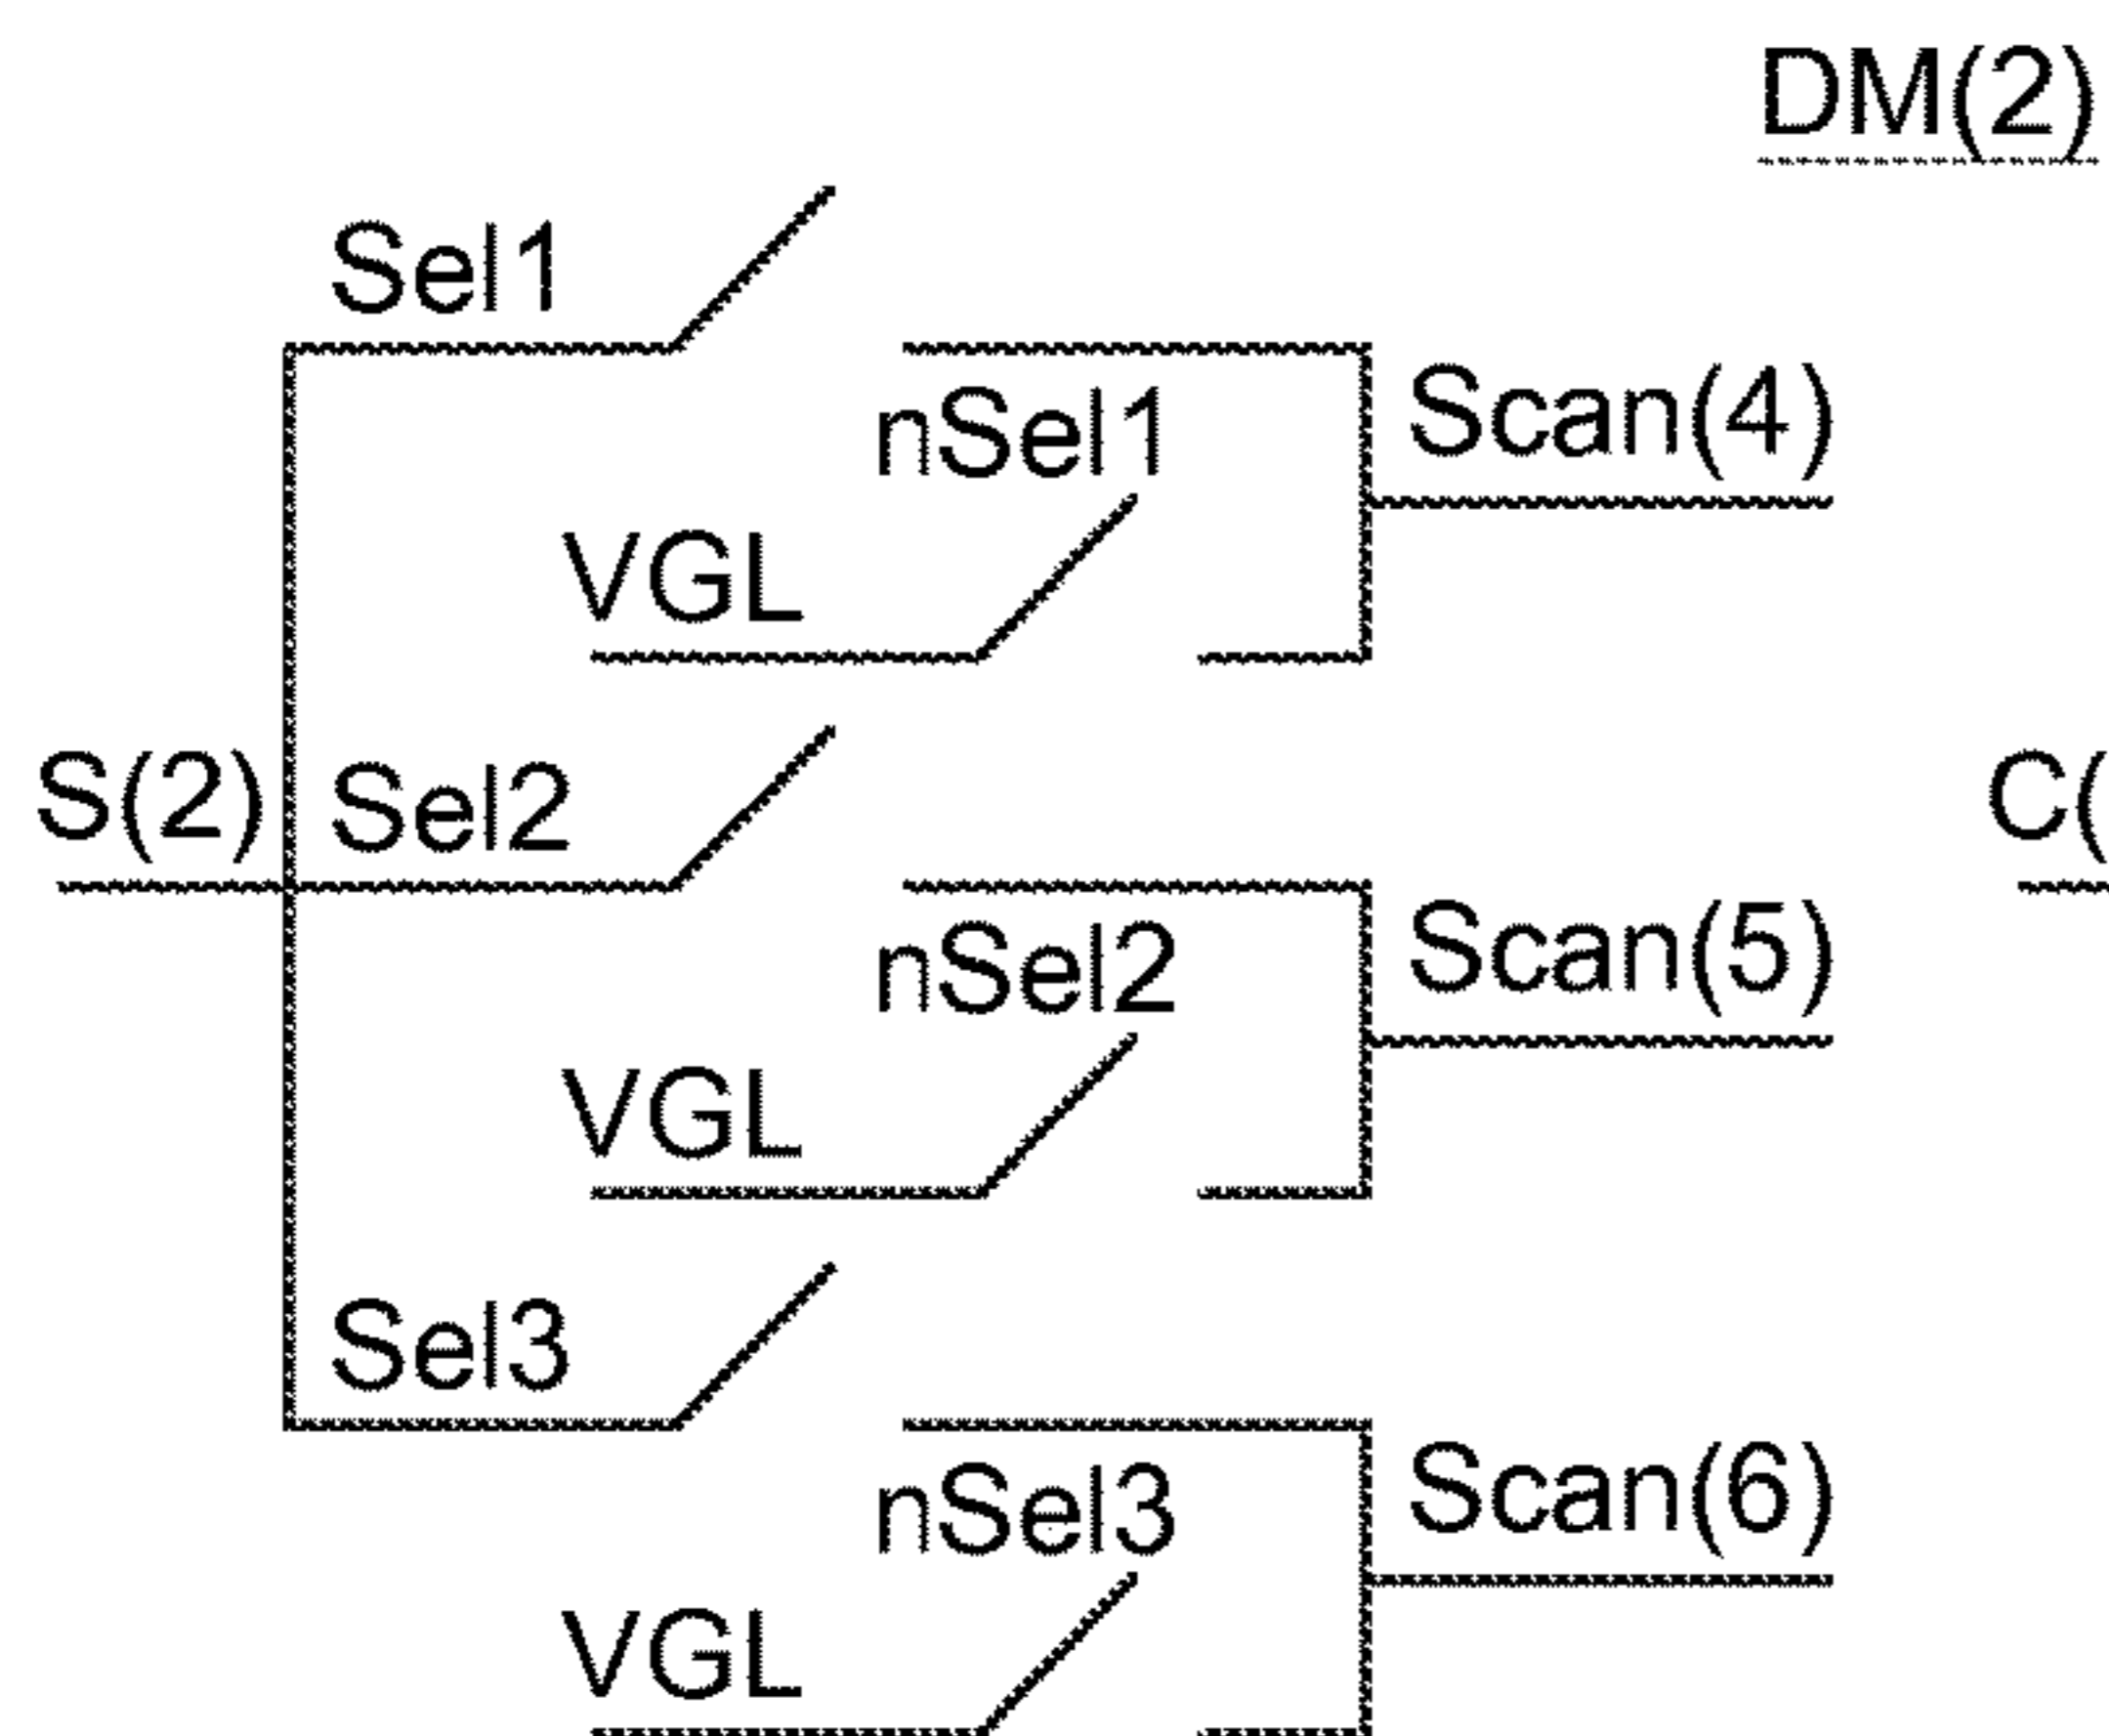 DM(2)
Sel1
nSel1
Scan(4)
VGL
S(2)
Sel2
C(
nSel2
Scan(5)
VGL
Sel3
nSel3
Scan(6)
VGL